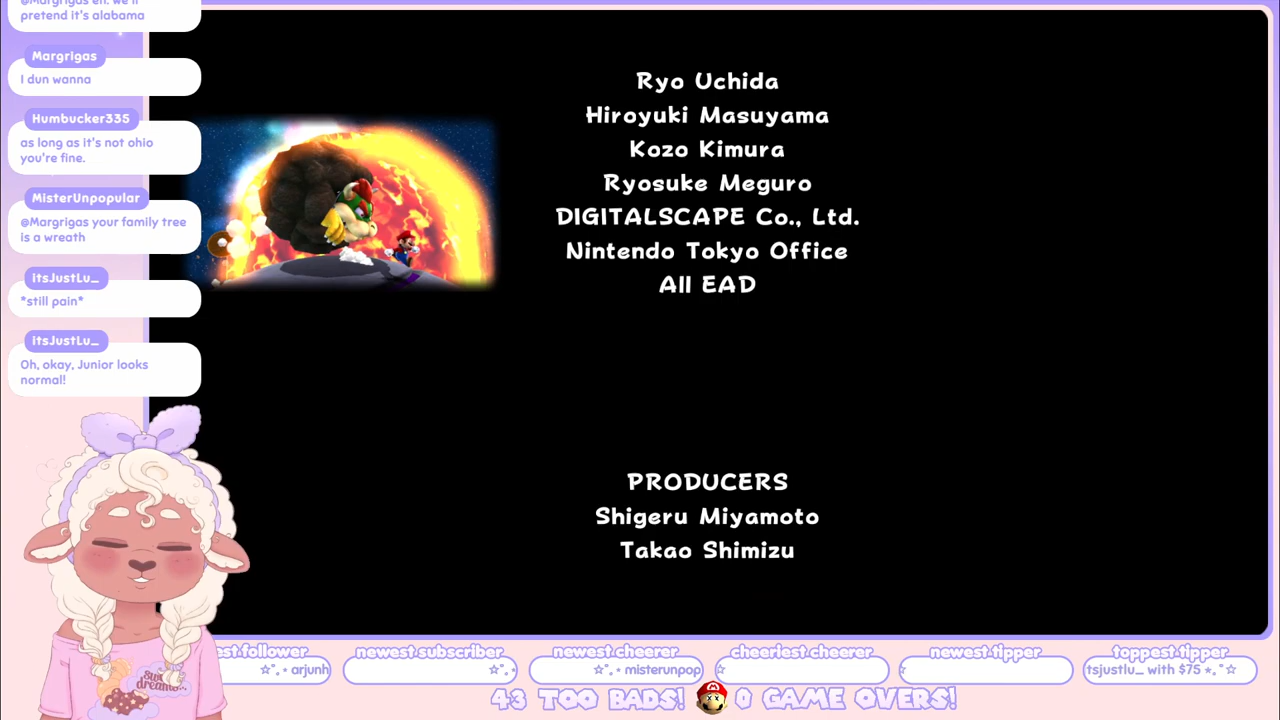 @Margrigas eh. we'll
pretend it's alabama
Margrigas
I dun wanna
Humbucker335
as long as it's not ohio
you're fine.
MisterUnpopular
@Margrigas your family tree
is a wreath
itsJustLu_
*still pain*
itsJustLu_
Oh, okay, Junior looks
normal!
Ryo Uchida
Hiroyuki Masuyama
Kozo Kimura
Ryosuke Meguro
DIGITALSCAPE Co., Ltd.
Nintendo Tokyo Office
All EAD
PRODUCERS
Shigeru Miyamoto
Takao Shimizu
est follower
arjunh
newest subscriber
newest cheerer
misterunpop
cheeriest cheerer
newest tipper
toppest tipper
tsjustlu_ with $75
43 TOO BADS! 0 GAME OVERS!